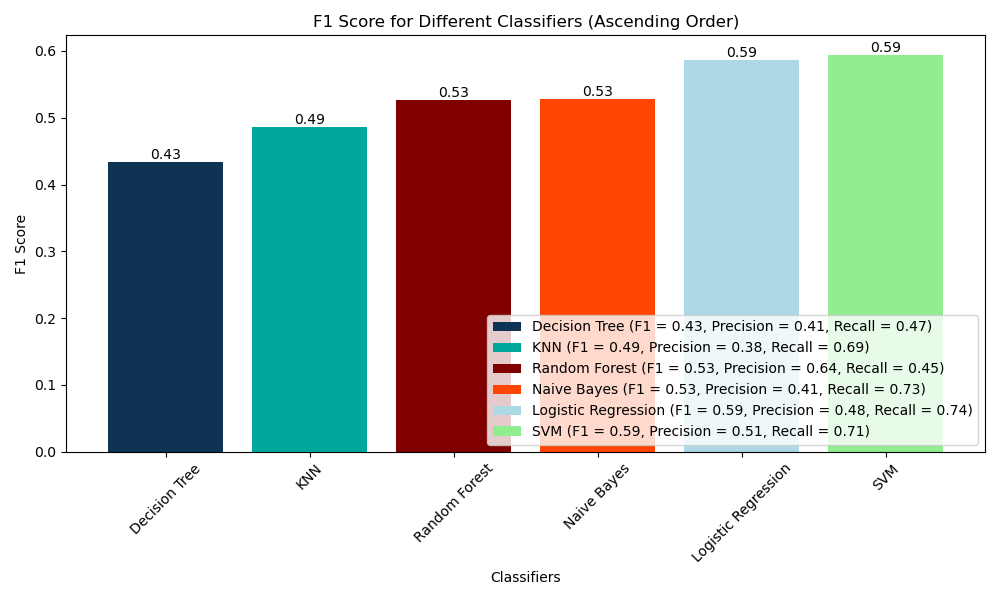 F1 Score for Different Classifiers (Ascending Order)
F1 Score
0.6
0.5
0.4
0.3
0.2
0.1
0.0
0.43
0.49
0.53
0.53
0.59
0.59
Decision Tree (F1 = 0.43, Precision = 0.41, Recall = 0.47)
KNN (F1 = 0.49, Precision = 0.38, Recall = 0.69)
Random Forest (F1 = 0.53, Precision = 0.64, Recall = 0.45)
Naive Bayes (F1 = 0.53, Precision = 0.41, Recall = 0.73)
Logistic Regression (F1 = 0.59, Precision = 0.48, Recall = 0.74)
SVM (F1 = 0.59, Precision = 0.51, Recall = 0.71)
Decision Tree
KNN
Random Forest
Naive Bayes
Logistic Regression
SVM
Classifiers